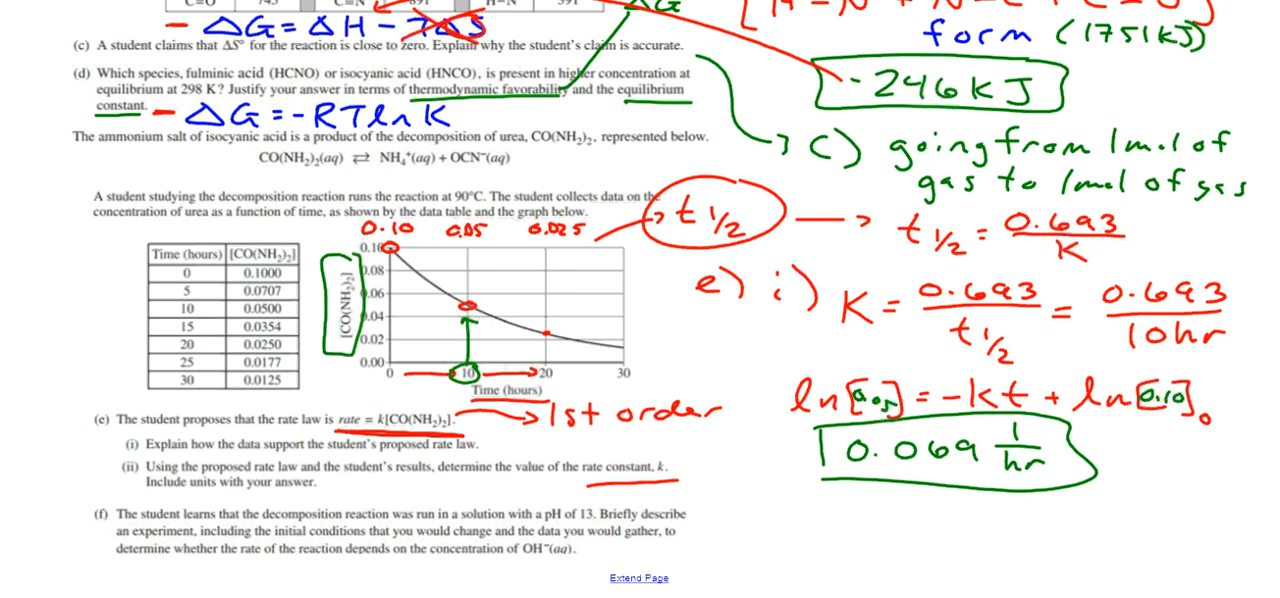 C=O 745 C≡N 891 H−N 391
− ΔG = ΔH − TΔS
ΔG
form (1751kJ)
(c) A student claims that ΔS° for the reaction is close to zero. Explain why the student's claim is accurate.
(d) Which species, fulminic acid (HCNO) or isocyanic acid (HNCO), is present in higher concentration at
equilibrium at 298 K? Justify your answer in terms of thermodynamic favorability and the equilibrium
constant.
− ΔG = -RTlnK
-246kJ
The ammonium salt of isocyanic acid is a product of the decomposition of urea, CO(NH₂)₂, represented below.
CO(NH₂)₂(aq) ⇄ NH₄⁺(aq) + OCN⁻(aq)
→ c) going from 1mol of
gas to 1mol of gas
A student studying the decomposition reaction runs the reaction at 90°C. The student collects data on the
concentration of urea as a function of time, as shown by the data table and the graph below.
→ t 1/2 → t 1/2 = 0.693/K
0.10 0.05 0.025
Time (hours) [CO(NH₂)₂]
0 0.1000
5 0.0707
10 0.0500
15 0.0354
20 0.0250
25 0.0177
30 0.0125
[CO(NH₂)₂]
0.10
0.08
0.06
0.04
0.02
0.00
0 10 20 30
Time (hours)
e) i) K = 0.693/t 1/2 = 0.693/10hr
ln[0.05] = -kt + ln[0.10]₀
0.069 1/hr
(e) The student proposes that the rate law is rate = k[CO(NH₂)₂].
→ 1st order
(i) Explain how the data support the student's proposed rate law.
(ii) Using the proposed rate law and the student's results, determine the value of the rate constant, k.
Include units with your answer.
(f) The student learns that the decomposition reaction was run in a solution with a pH of 13. Briefly describe
an experiment, including the initial conditions that you would change and the data you would gather, to
determine whether the rate of the reaction depends on the concentration of OH⁻(aq).
Extend Page